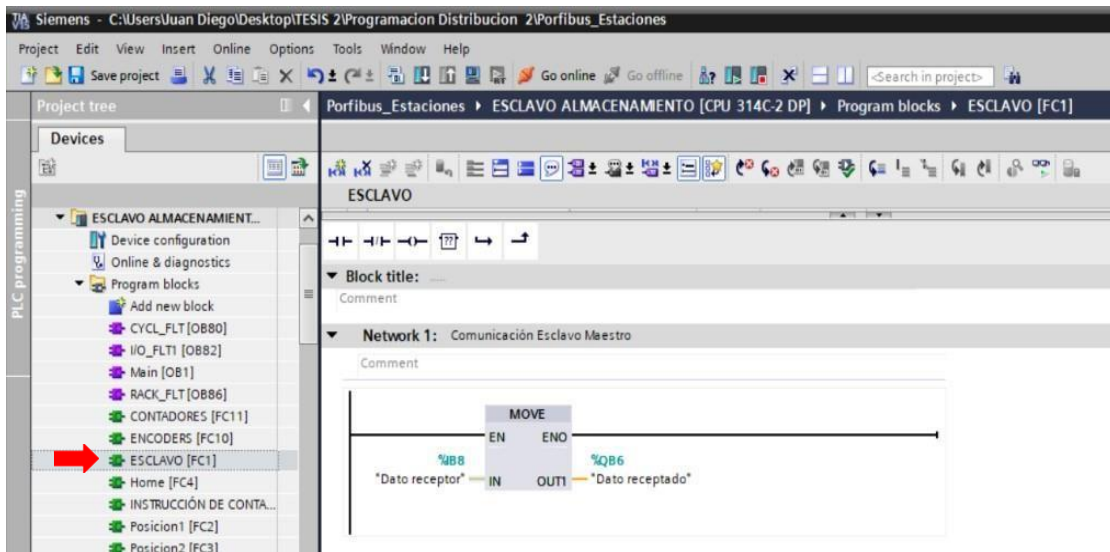 Siemens - C:\Users\Juan Diego\Desktop\TESIS 2\Programacion Distribucion 2\Porfibus_Estaciones
Project Edit View Insert Online Options Tools Window Help
Save project Go online Go offline <Search in project>
Project tree
Porfibus_Estaciones ▸ ESCLAVO ALMACENAMIENTO [CPU 314C-2 DP] ▸ Program blocks ▸ ESCLAVO [FC1]
Devices
PLC programming
ESCLAVO ALMACENAMIENT...
Device configuration
Online & diagnostics
Program blocks
Add new block
CYCL_FLT [OB80]
I/O_FLT1 [OB82]
Main [OB1]
RACK_FLT [OB86]
CONTADORES [FC11]
ENCODERS [FC10]
ESCLAVO [FC1]
Home [FC4]
INSTRUCCIÓN DE CONTA...
Posicion1 [FC2]
Posicion2 [FC3]
ESCLAVO
??
Block title: ....
Comment
Network 1: Comunicación Esclavo Maestro
Comment
MOVE
EN ENO
%IB8 %QB6
"Dato receptor" IN OUT1 "Dato receptado"